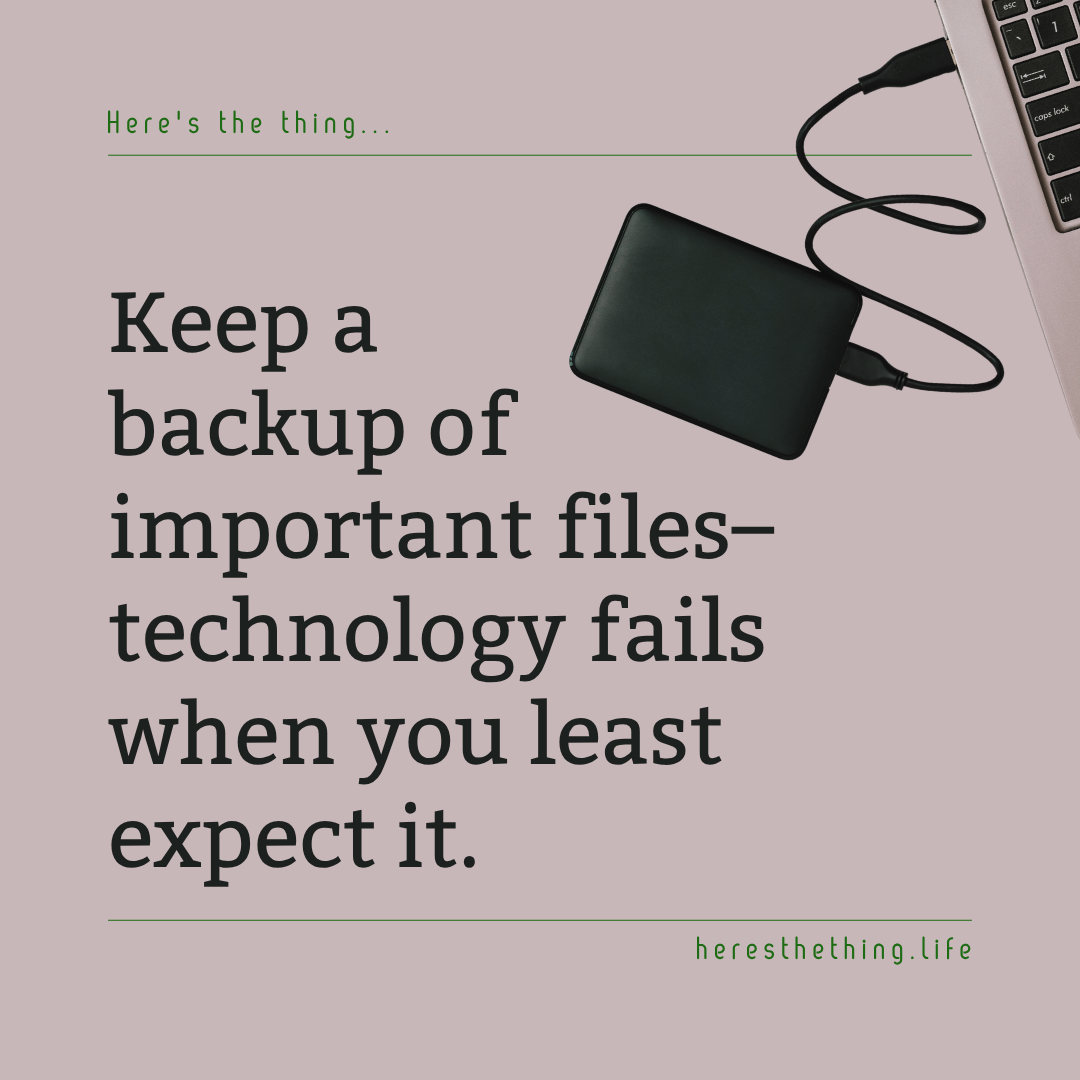 Here's the thing...
esc
1
caps lock
ctrl
Keep a
backup of
important files–
technology fails
when you least
expect it.
heresthething.life